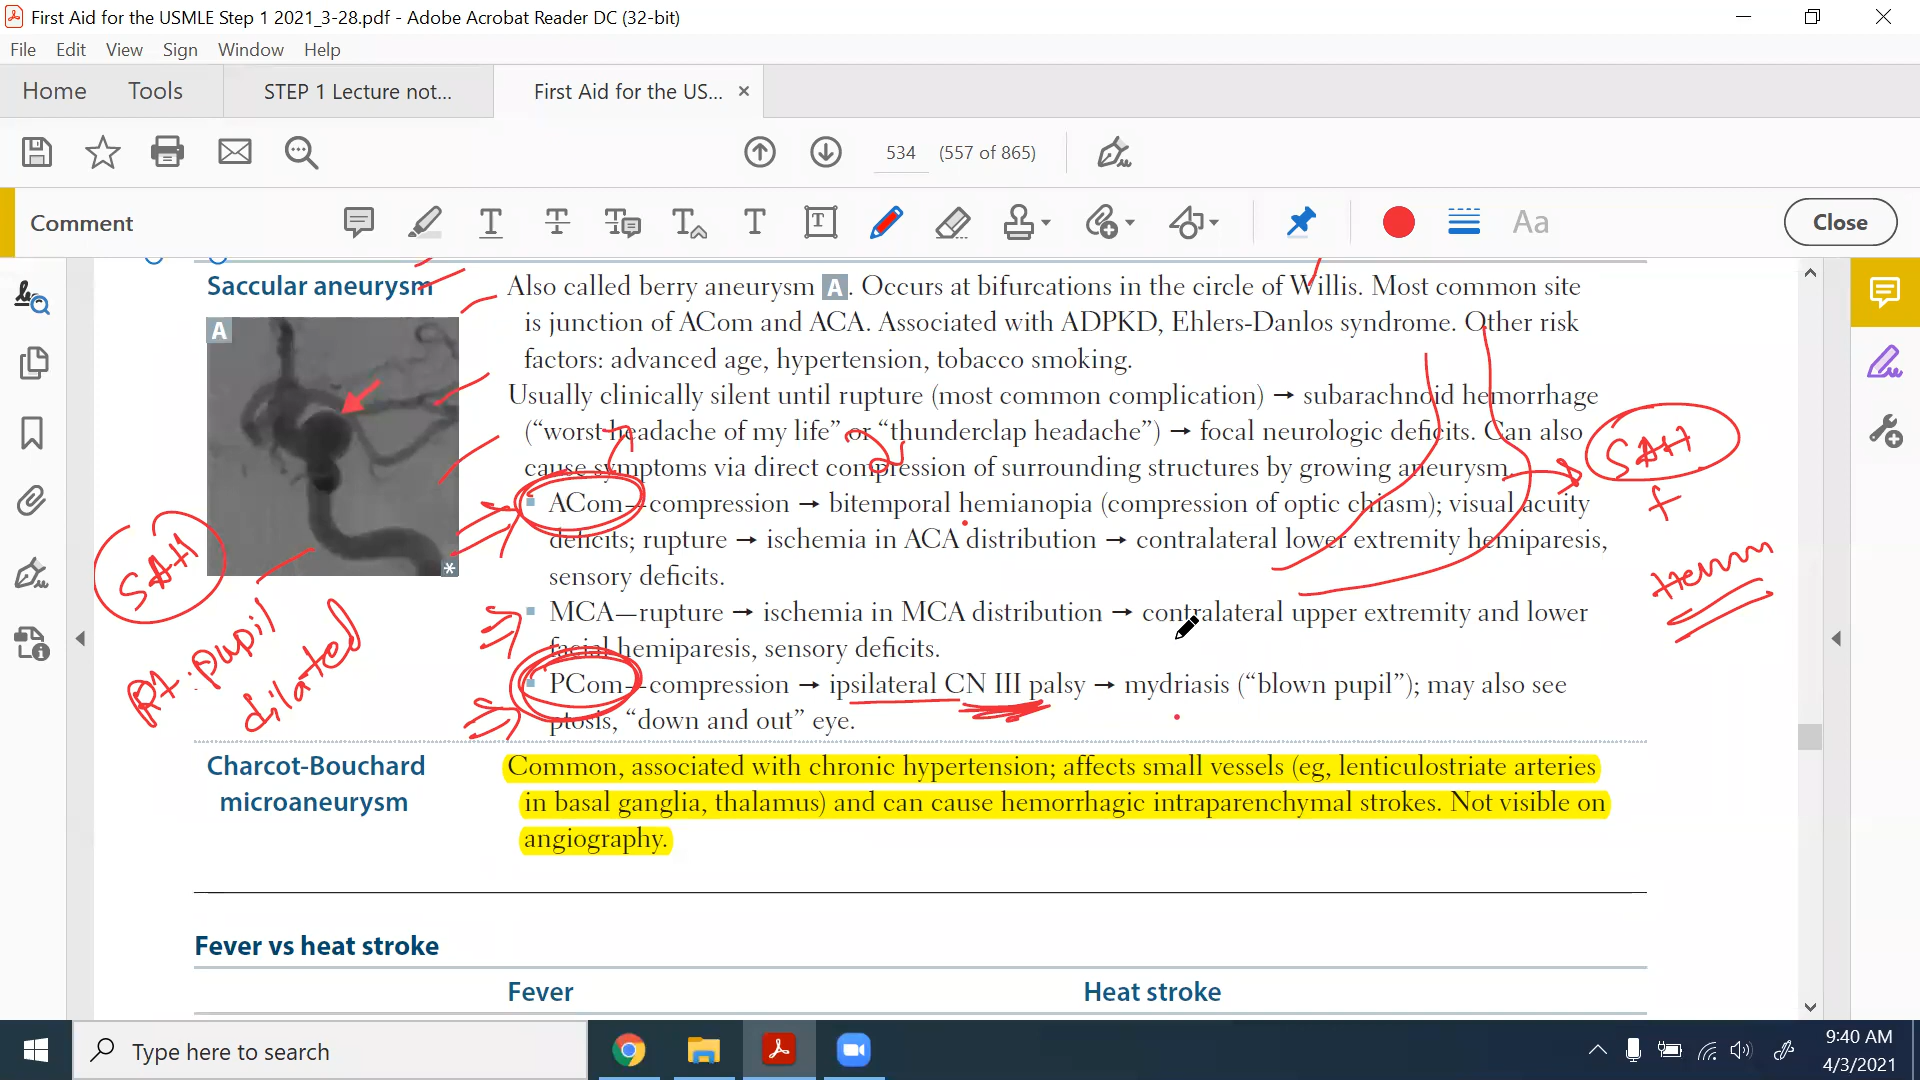 First Aid for the USMLE Step 1 2021_3-28.pdf - Adobe Acrobat Reader DC (32-bit)
File Edit View Sign Window Help
Home Tools STEP 1 Lecture not... First Aid for the US... ×
534 (557 of 865)
Comment T T T T T T Aa Close
Saccular aneurysm
A
Also called berry aneurysm A. Occurs at bifurcations in the circle of Willis. Most common site
is junction of ACom and ACA. Associated with ADPKD, Ehlers-Danlos syndrome. Other risk
factors: advanced age, hypertension, tobacco smoking.
Usually clinically silent until rupture (most common complication) → subarachnoid hemorrhage
(“worst headache of my life” or “thunderclap headache”) → focal neurologic deficits. Can also
cause symptoms via direct compression of surrounding structures by growing aneurysm.
ACom—compression → bitemporal hemianopia (compression of optic chiasm); visual acuity
deficits; rupture → ischemia in ACA distribution → contralateral lower extremity hemiparesis,
sensory deficits.
MCA—rupture → ischemia in MCA distribution → contralateral upper extremity and lower
facial hemiparesis, sensory deficits.
PCom—compression → ipsilateral CN III palsy → mydriasis (“blown pupil”); may also see
ptosis, “down and out” eye.
SAH
Rt. pupil
dilated
2
SAH
+
Charcot-Bouchard
microaneurysm
Common, associated with chronic hypertension; affects small vessels (eg, lenticulostriate arteries
in basal ganglia, thalamus) and can cause hemorrhagic intraparenchymal strokes. Not visible on
angiography.
Fever vs heat stroke
Fever Heat stroke
Type here to search
9:40 AM
4/3/2021